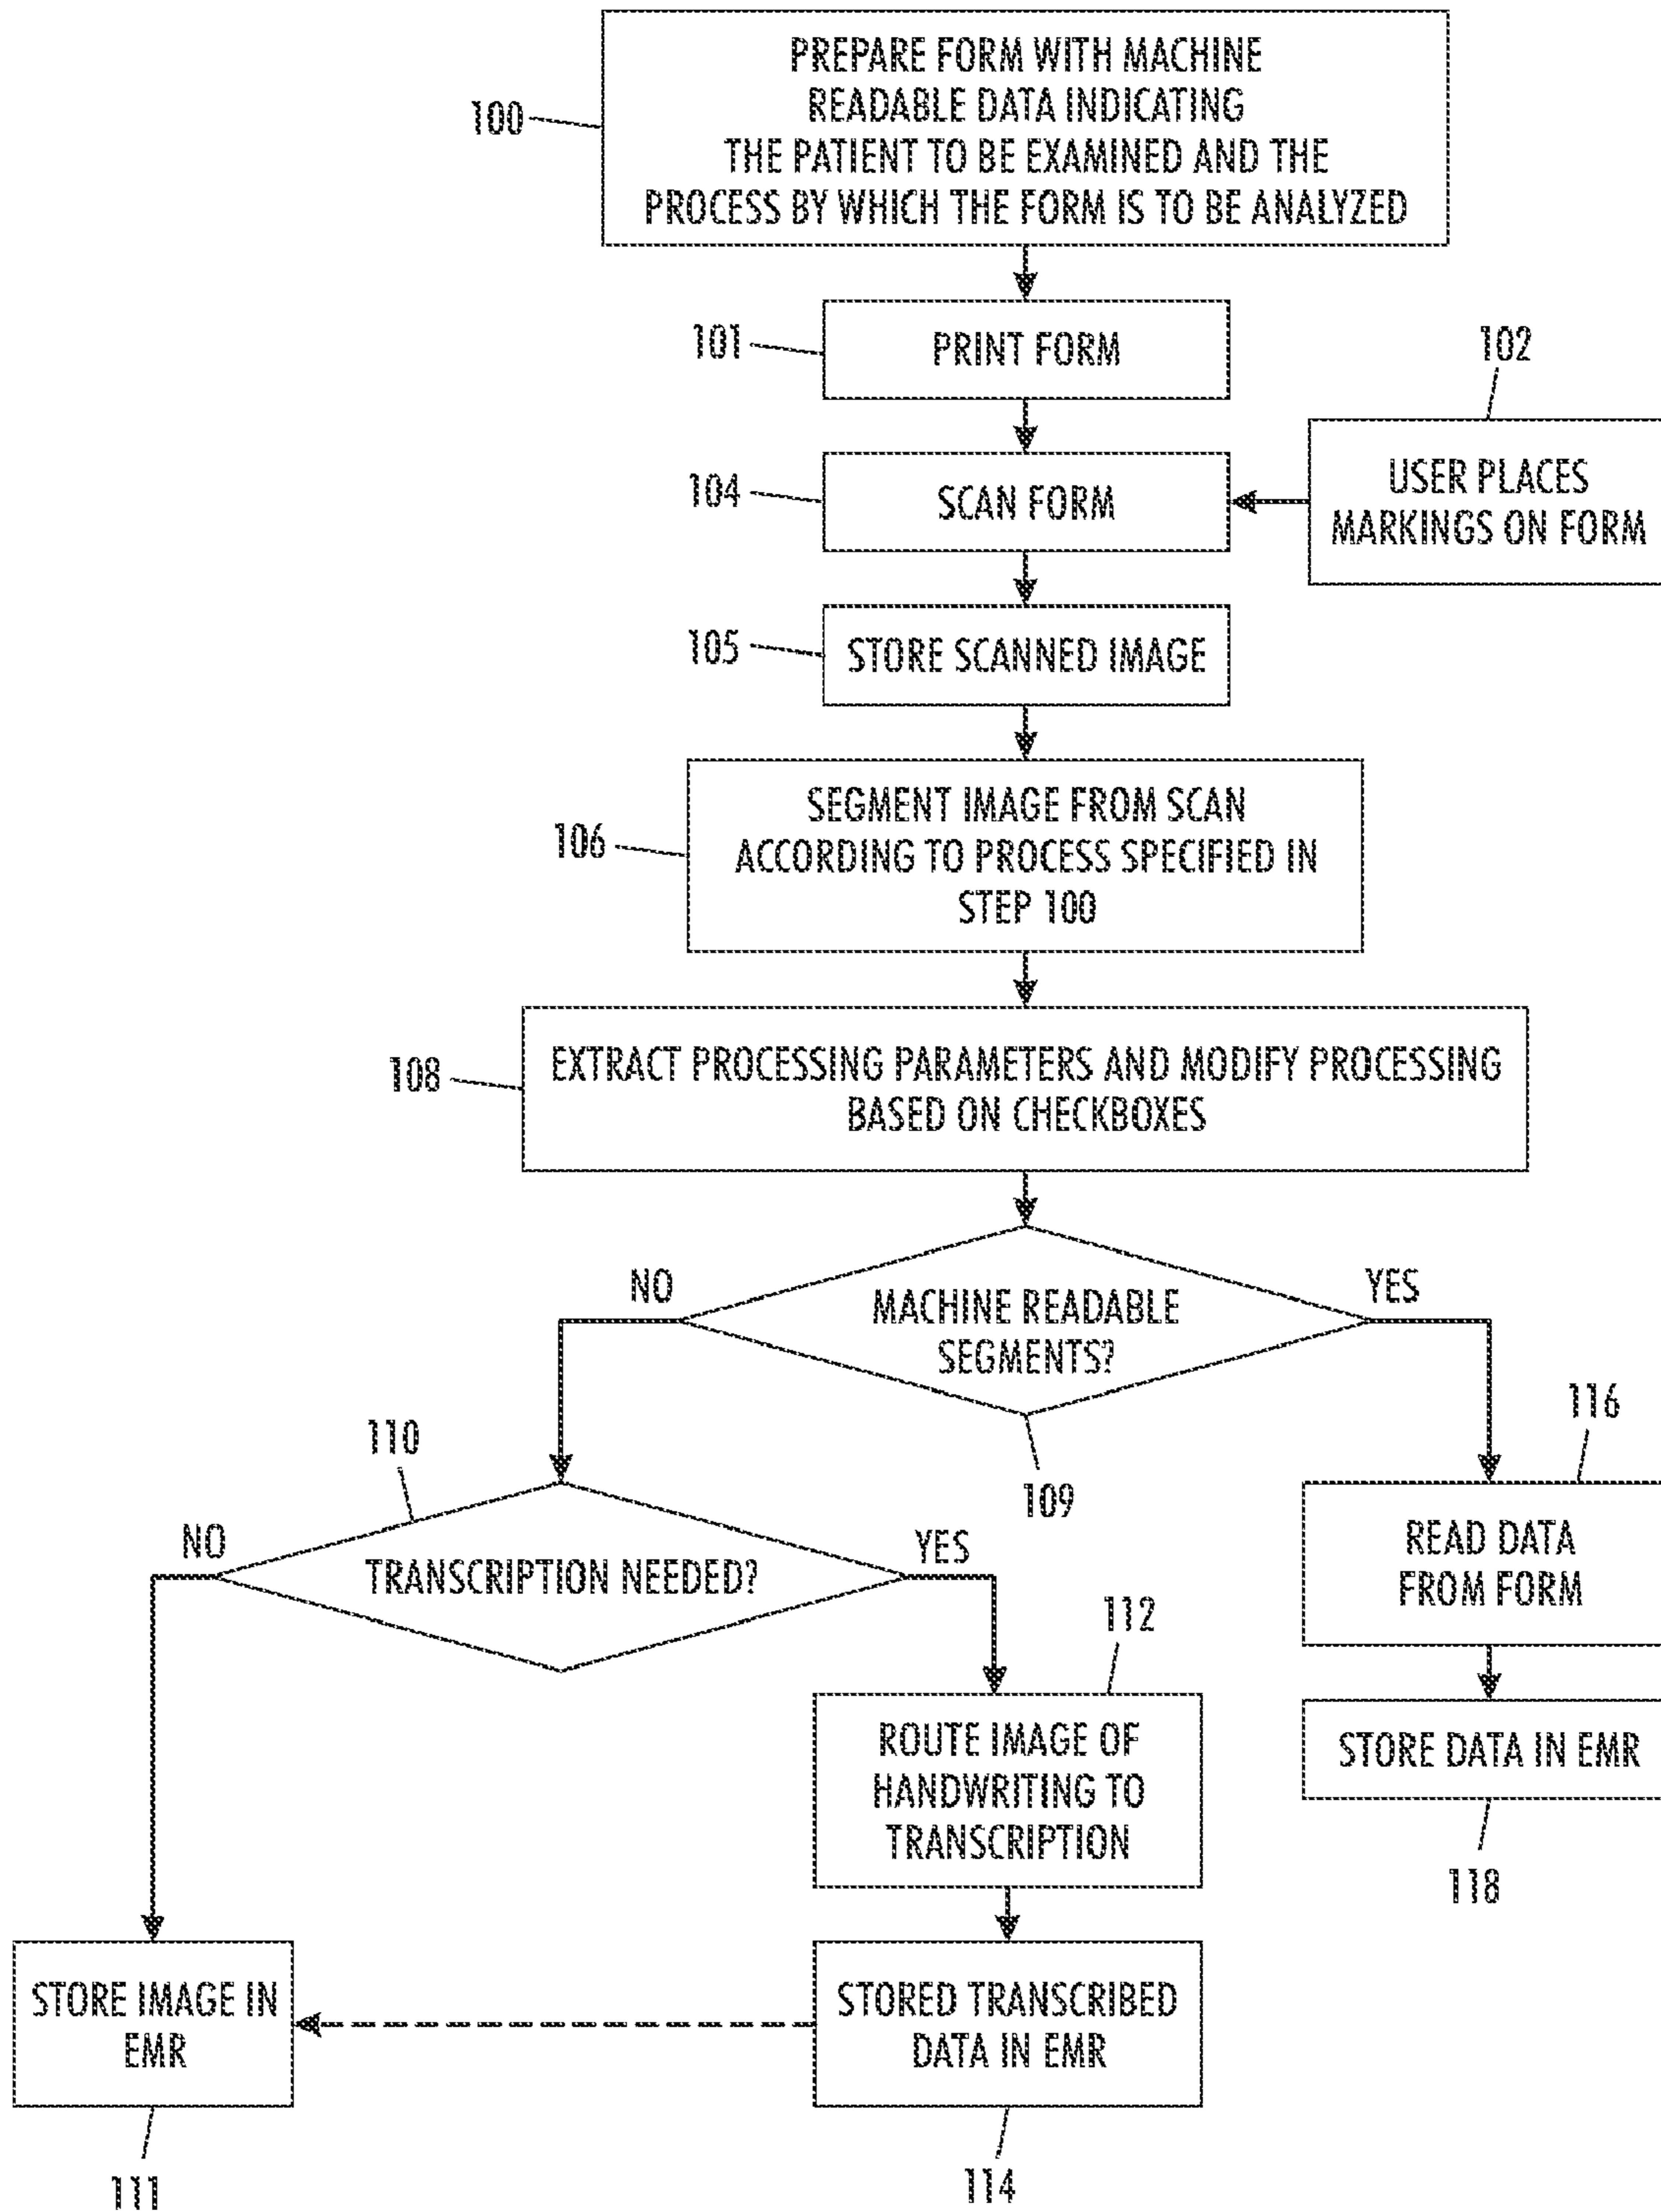 100
PREPARE FORM WITH MACHINE
READABLE DATA INDICATING
THE PATIENT TO BE EXAMINED AND THE
PROCESS BY WHICH THE FORM IS TO BE ANALYZED
101
PRINT FORM
102
USER PLACES
MARKINGS ON FORM
104
SCAN FORM
105
STORE SCANNED IMAGE
106
SEGMENT IMAGE FROM SCAN
ACCORDING TO PROCESS SPECIFIED IN
STEP 100
108
EXTRACT PROCESSING PARAMETERS AND MODIFY PROCESSING
BASED ON CHECKBOXES
NO
MACHINE READABLE
SEGMENTS?
YES
109
110
NO
TRANSCRIPTION NEEDED?
YES
116
READ DATA
FROM FORM
112
ROUTE IMAGE OF
HANDWRITING TO
TRANSCRIPTION
STORE DATA IN EMR
118
STORE IMAGE IN
EMR
111
STORED TRANSCRIBED
DATA IN EMR
114